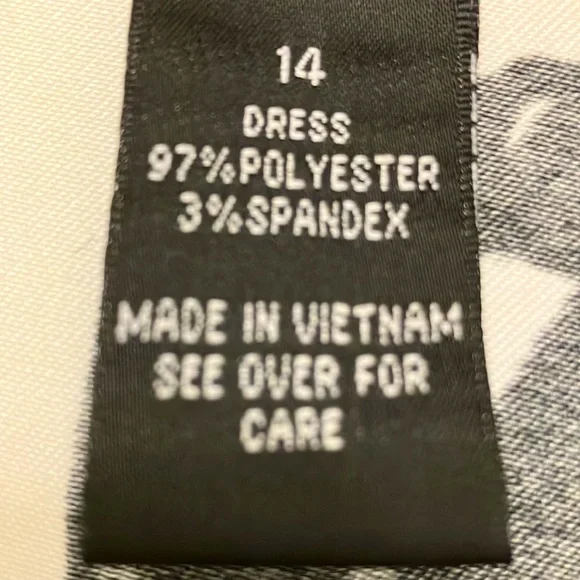 14
DRESS
97%POLYESTER
3%SPANDEX
MADE IN VIETNAM
SEE OVER FOR
CARE